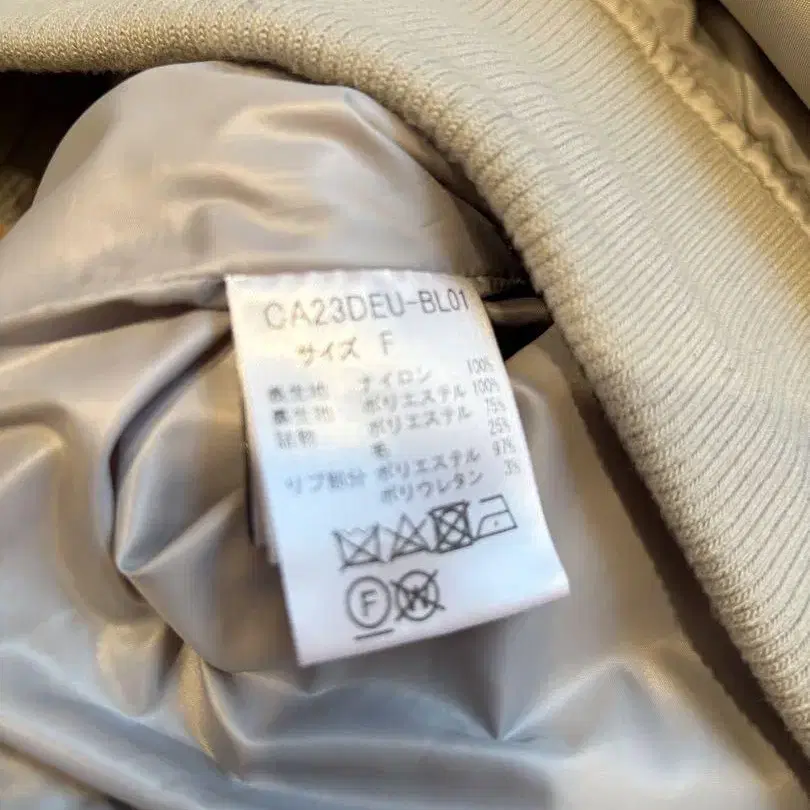 CA23DEU-BL01
サイズ F
表生地 ナイロン 100%
裏生地 ポリエステル 100%
詰物 ポリエステル 75%
毛 25%
リブ部分 ポリエステル 97%
ポリウレタン 3%
F W